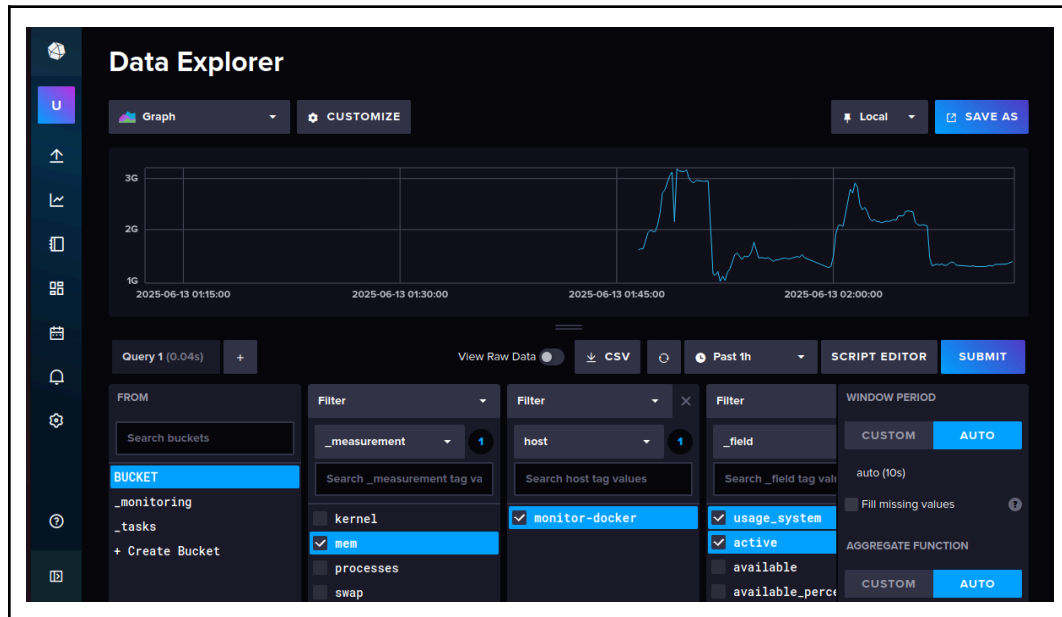 Data Explorer
U
Graph
CUSTOMIZE
Local
SAVE AS
3G
2G
1G
2025-06-13 01:15:00
2025-06-13 01:30:00
2025-06-13 01:45:00
2025-06-13 02:00:00
Query 1 (0.04s)
+
View Raw Data
CSV
Past 1h
SCRIPT EDITOR
SUBMIT
FROM
Search buckets
BUCKET
_monitoring
_tasks
+ Create Bucket
Filter
_measurement
1
Search _measurement tag va
kernel
mem
processes
swap
Filter
host
1
Search host tag values
monitor-docker
Filter
_field
Search _field tag valu
usage_system
active
available
available_perce
WINDOW PERIOD
CUSTOM
AUTO
auto (10s)
Fill missing values
?
AGGREGATE FUNCTION
CUSTOM
AUTO